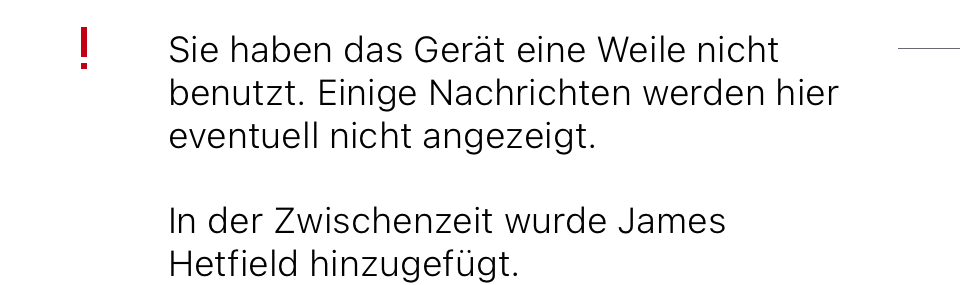 Sie haben das Gerät eine Weile nicht
benutzt. Einige Nachrichten werden hier
eventuell nicht angezeigt.
In der Zwischenzeit wurde James
Hetfield hinzugefügt.